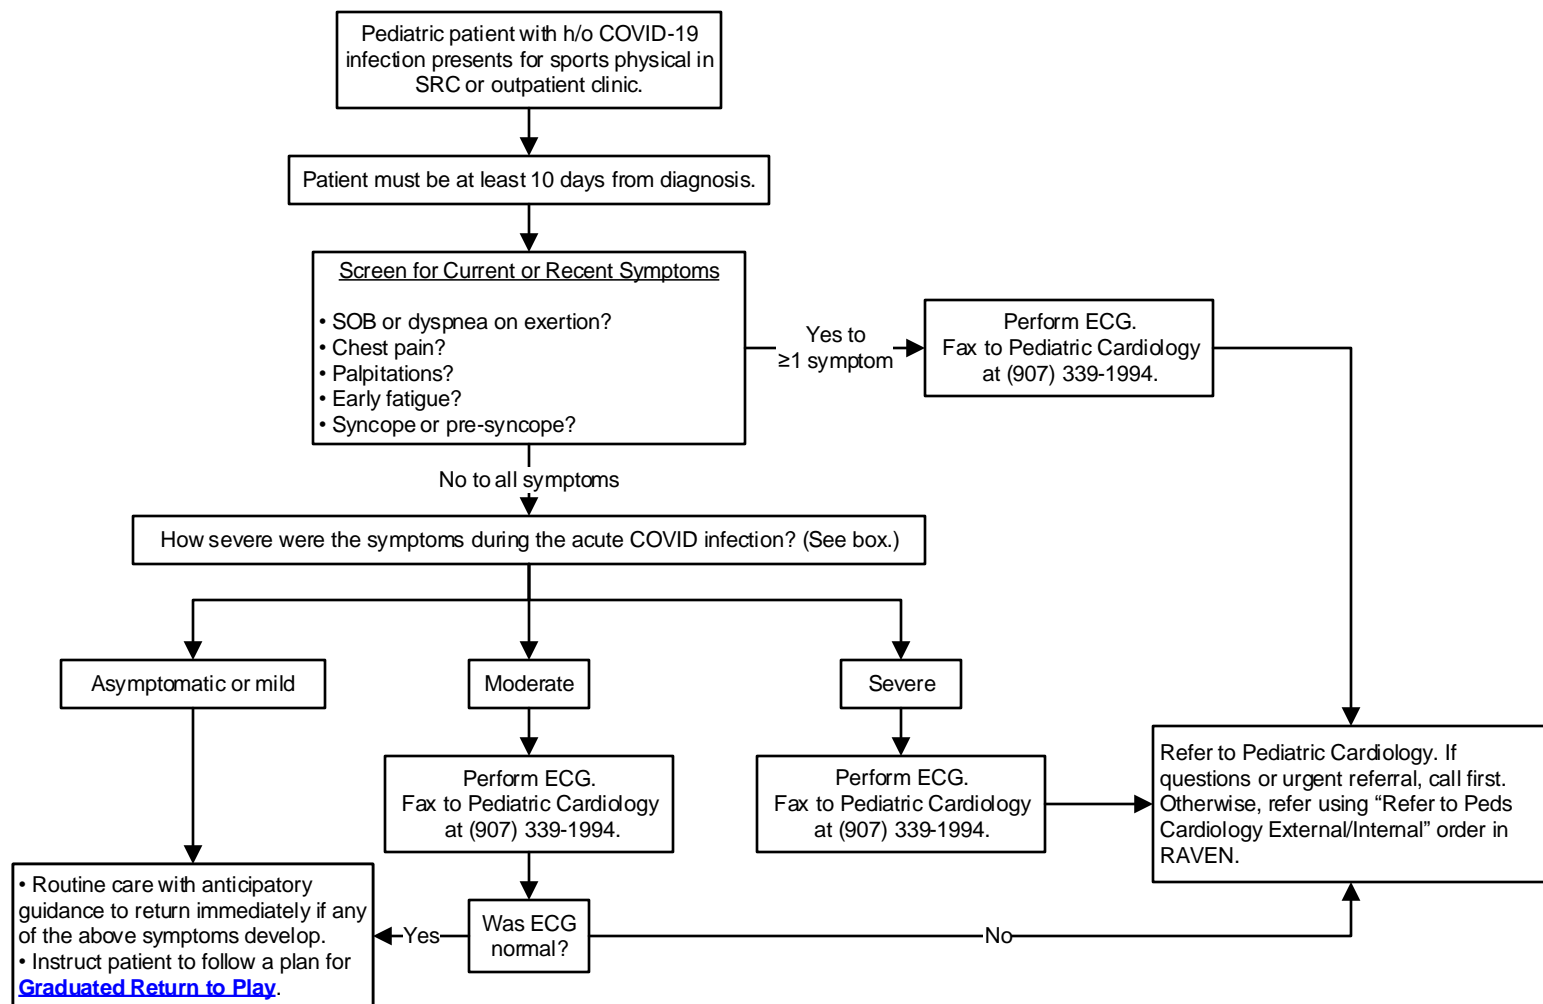 Pediatric patient with h/o COVID-19
infection presents for sports physical in
SRC or outpatient clinic.
Patient must be at least 10 days from diagnosis.
Screen for Current or Recent Symptoms
• SOB or dyspnea on exertion?
• Chest pain?
• Palpitations?
• Early fatigue?
• Syncope or pre-syncope?
Yes to
≥1 symptom
Perform ECG.
Fax to Pediatric Cardiology
at (907) 339-1994.
No to all symptoms
How severe were the symptoms during the acute COVID infection? (See box.)
Asymptomatic or mild
Moderate
Severe
Perform ECG.
Fax to Pediatric Cardiology
at (907) 339-1994.
Perform ECG.
Fax to Pediatric Cardiology
at (907) 339-1994.
Refer to Pediatric Cardiology. If
questions or urgent referral, call first.
Otherwise, refer using “Refer to Peds
Cardiology External/Internal” order in
RAVEN.
• Routine care with anticipatory
guidance to return immediately if any
of the above symptoms develop.
• Instruct patient to follow a plan for
Graduated Return to Play.
Yes
Was ECG
normal?
No